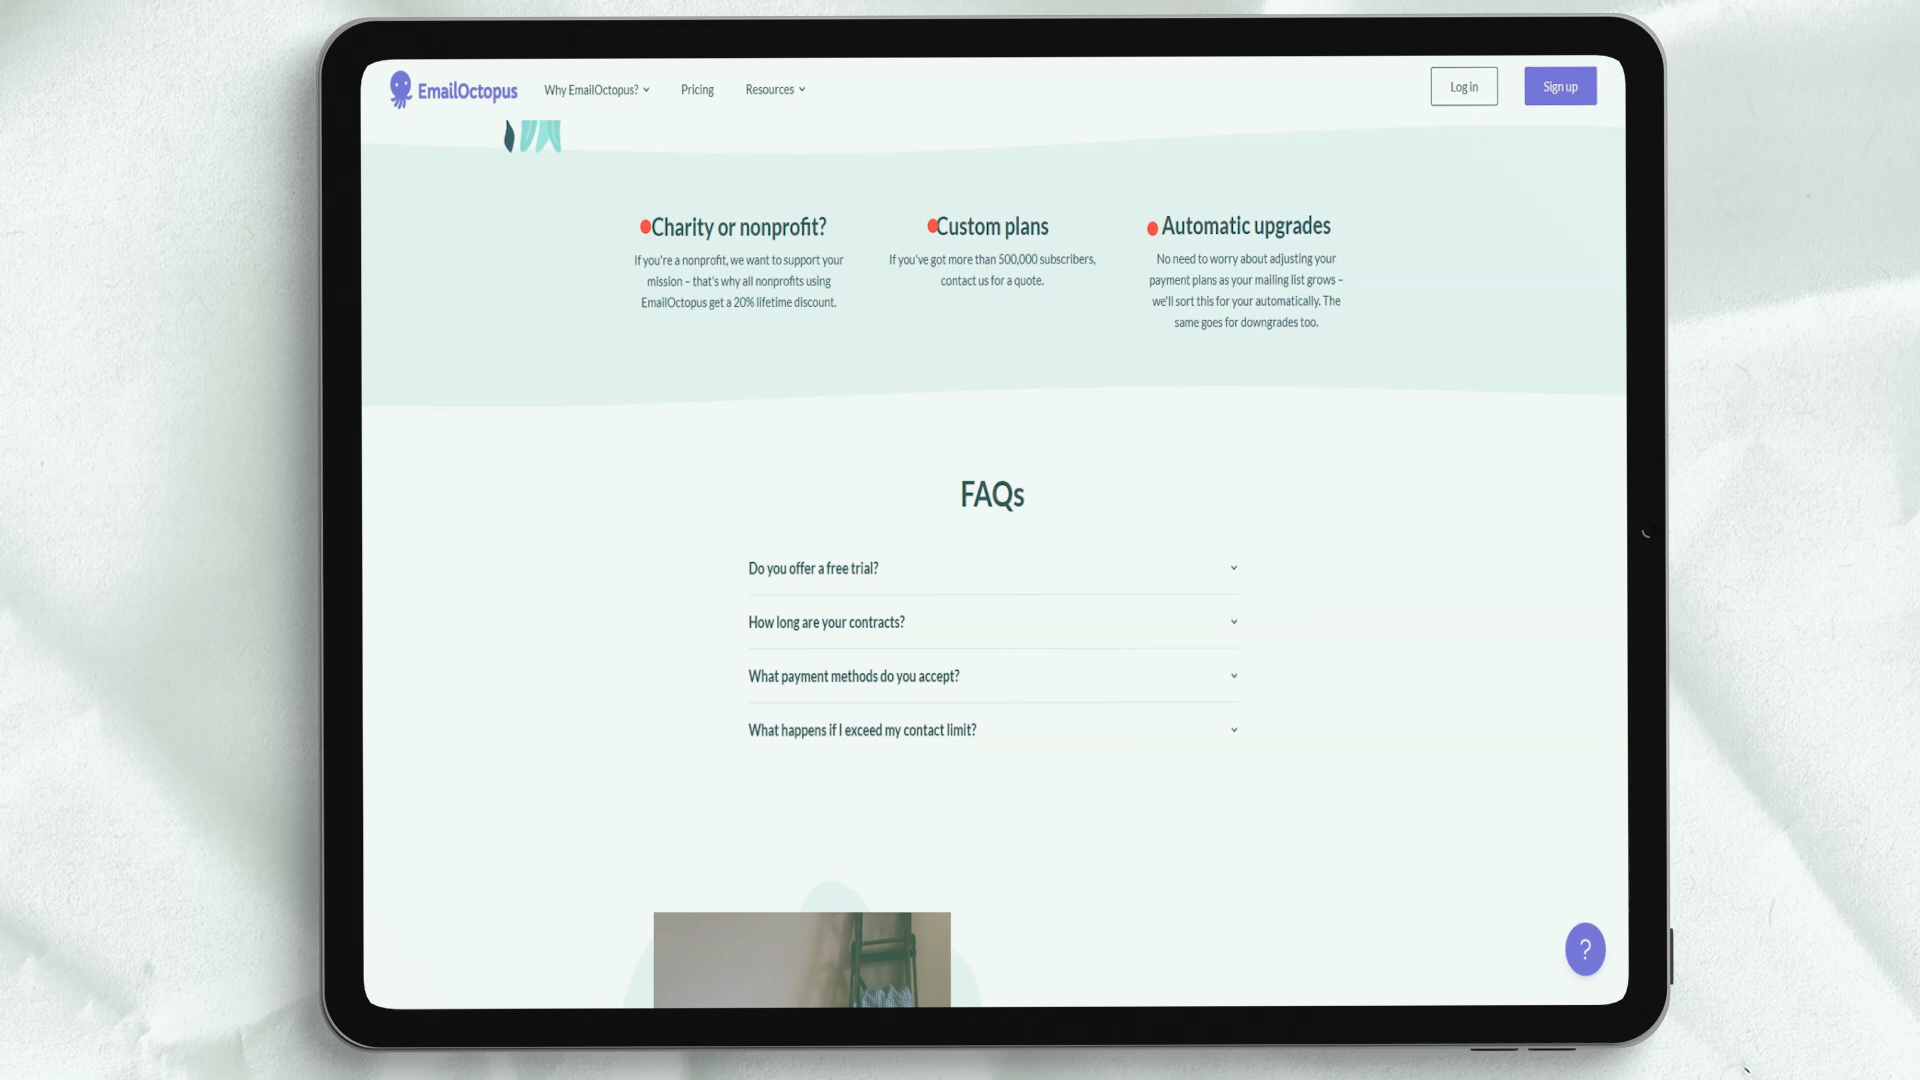 EmailOctopus
Why EmailOctopus?
Pricing
Resources
Log in
Sign up
Charity or nonprofit?
If you're a nonprofit, we want to support your
mission – that's why all nonprofits using
EmailOctopus get a 20% lifetime discount.
Custom plans
If you've got more than 500,000 subscribers,
contact us for a quote.
Automatic upgrades
No need to worry about adjusting your
payment plans as your mailing list grows –
we'll sort this for your automatically. The
same goes for downgrades too.
FAQs
Do you offer a free trial?
How long are your contracts?
What payment methods do you accept?
What happens if I exceed my contact limit?
?